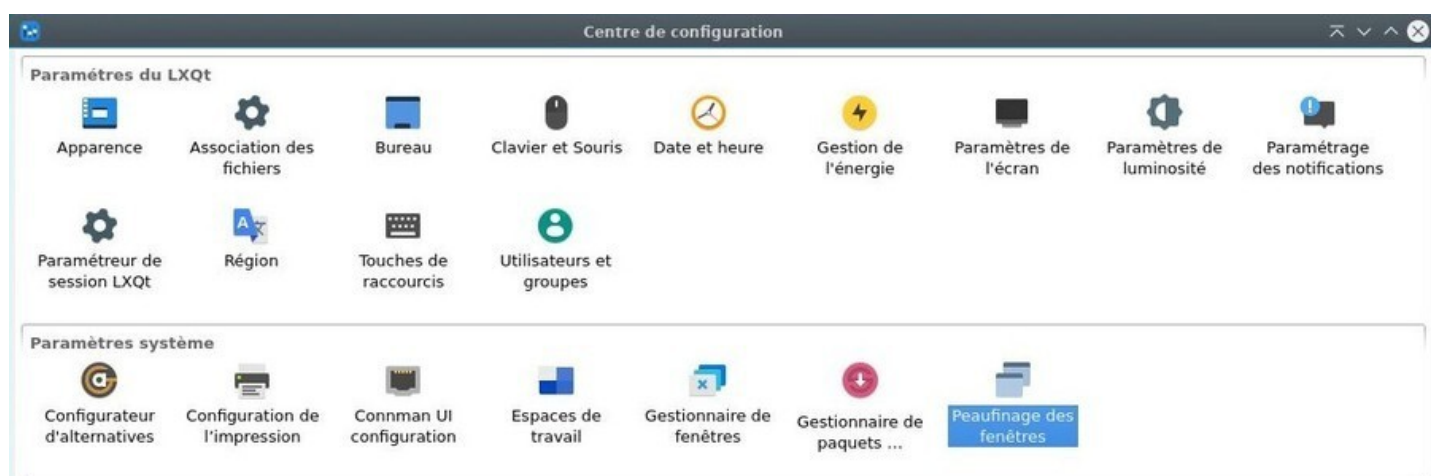 Centre de configuration
Paramétres du LXQt
Apparence
Association des
fichiers
Bureau
Clavier et Souris
Date et heure
Gestion de
l'énergie
Paramètres de
l'écran
Paramètres de
luminosité
Paramétrage
des notifications
Paramétreur de
session LXQt
Région
Touches de
raccourcis
Utilisateurs et
groupes
Paramètres système
Configurateur
d'alternatives
Configuration de
l'impression
Connman UI
configuration
Espaces de
travail
Gestionnaire de
fenêtres
Gestionnaire de
paquets ...
Peaufinage des
fenêtres